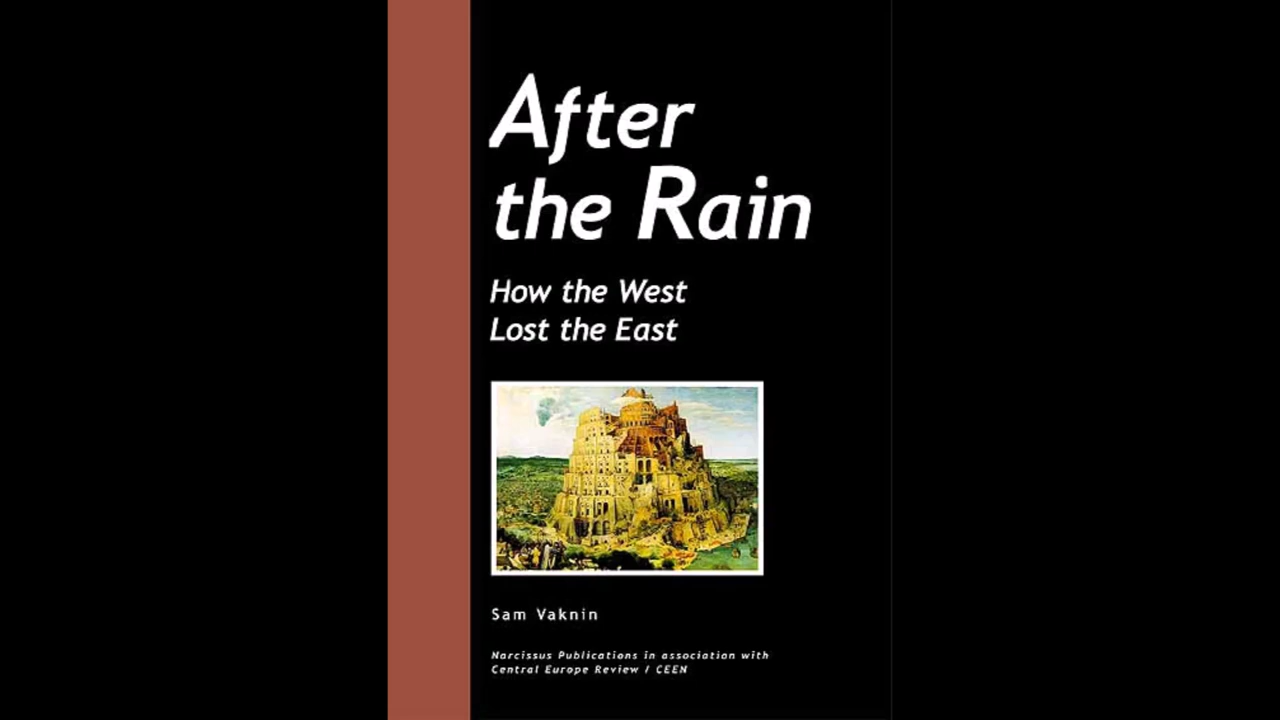 After
the Rain
How the West
Lost the East
Sam Vaknin
Narcissus Publications in association with
Central Europe Review / CEEN